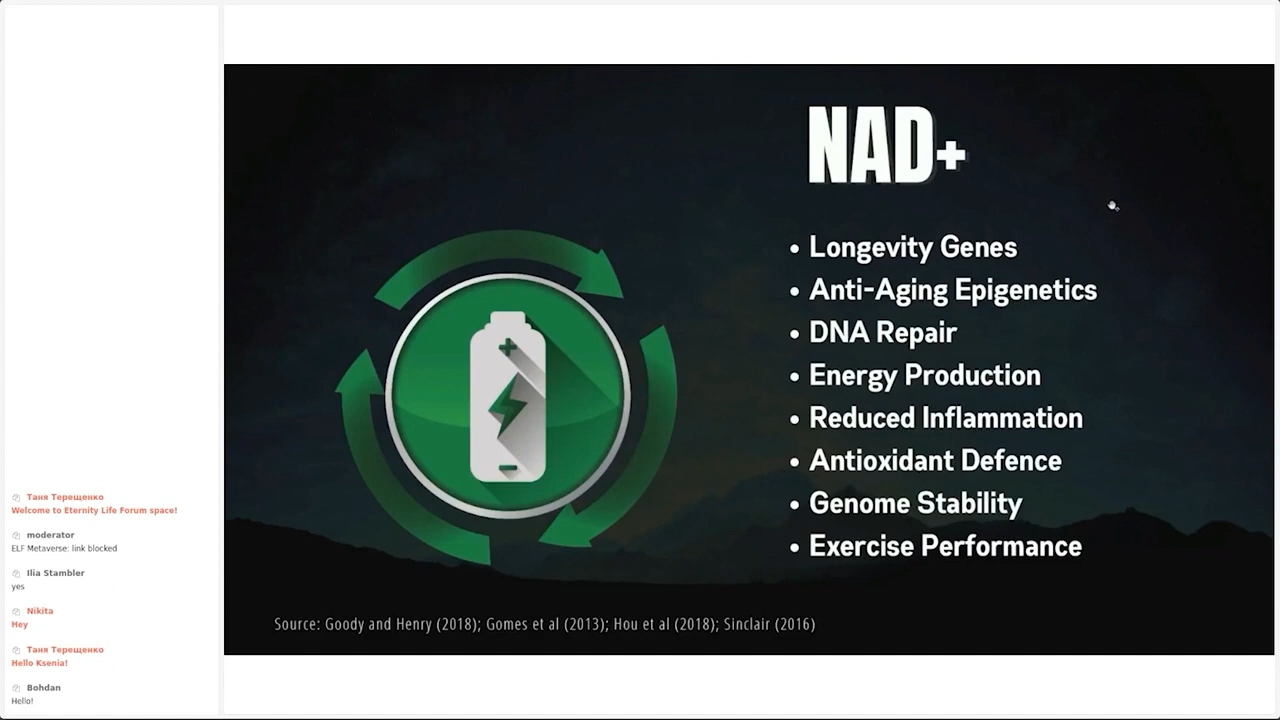 Таня Терещенко
Welcome to Eternity Life Forum space!
moderator
ELF Metaverse: link blocked
Ilia Stambler
yes
Nikita
Hey
Таня Терещенко
Hello Ksenia!
Bohdan
Hello!
NAD+
• Longevity Genes
• Anti-Aging Epigenetics
• DNA Repair
• Energy Production
• Reduced Inflammation
• Antioxidant Defence
• Genome Stability
• Exercise Performance
Source: Goody and Henry (2018); Gomes et al (2013); Hou et al (2018); Sinclair (2016)